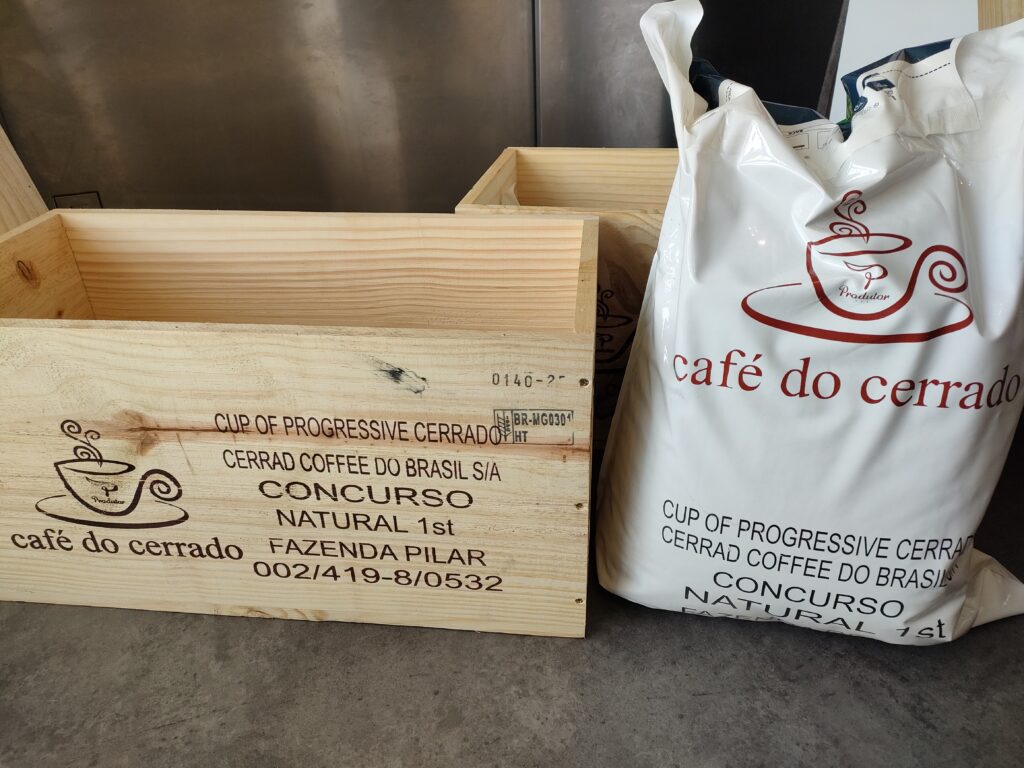 0140-2
BR-MG0301
HT
CUP OF PROGRESSIVE CERRADO
CERRAD COFFEE DO BRASIL S/A
CONCURSO
NATURAL 1st
FAZENDA PILAR
002/419-8/0532
Produtor
café do cerrado
Produtor
café do cerrado
CUP OF PROGRESSIVE CERRAD
CERRAD COFFEE DO BRASIL
CONCURSO
NATURAL 1st